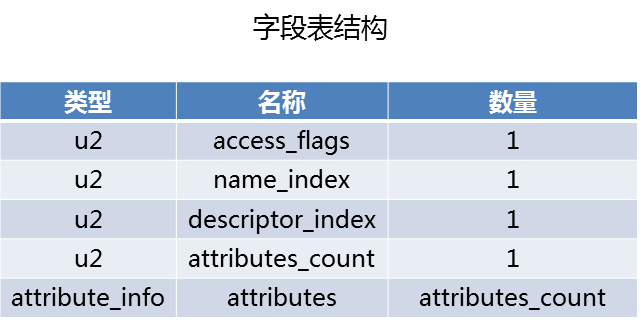 字段表结构
类型 名称 数量
u2 access_flags 1
u2 name_index 1
u2 descriptor_index 1
u2 attributes_count 1
attribute_info attributes attributes_count